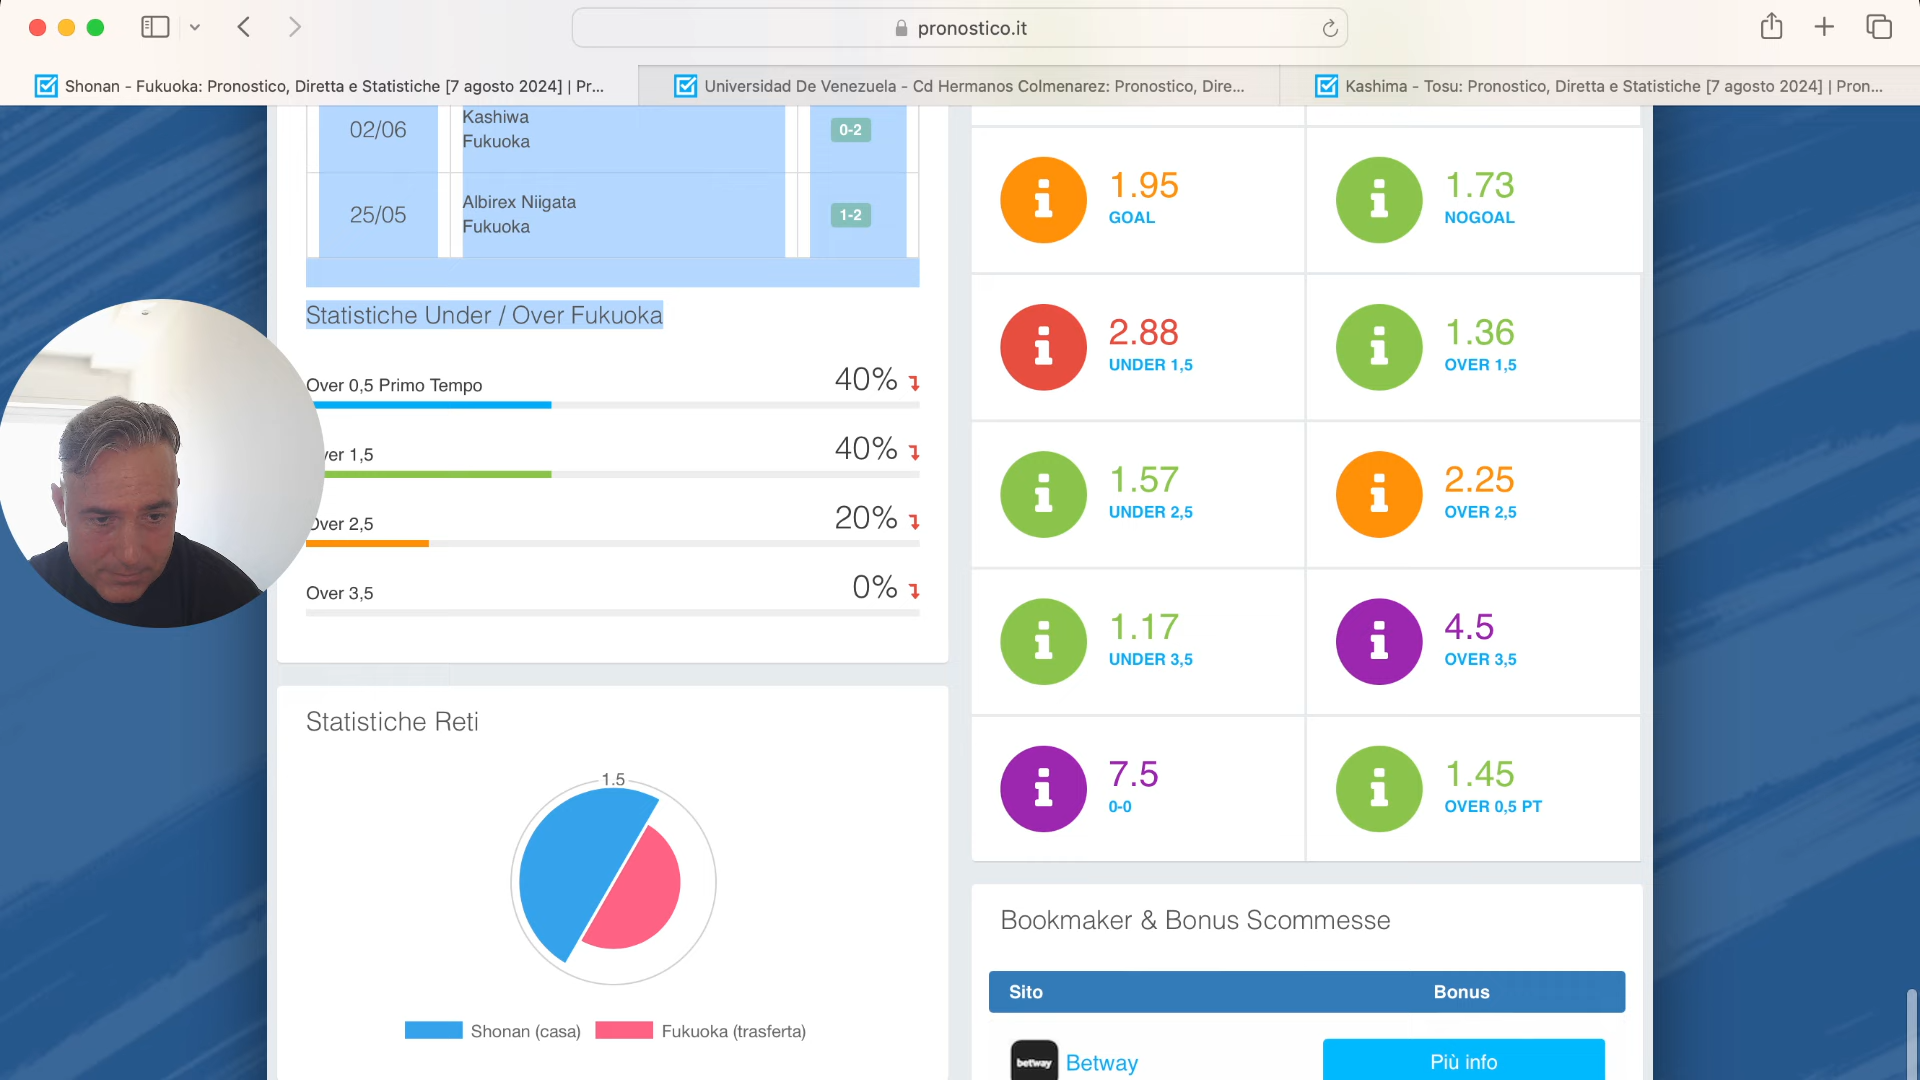 pronostico.it
Shonan - Fukuoka: Pronostico, Diretta e Statistiche [7 agosto 2024] | Pr...
Universidad De Venezuela - Cd Hermanos Colmenarez: Pronostico, Dire...
Kashima - Tosu: Pronostico, Diretta e Statistiche [7 agosto 2024] | Pron...
02/06
Kashiwa
Fukuoka
0-2
25/05
Albirex Niigata
Fukuoka
1-2
Statistiche Under / Over Fukuoka
Over 0,5 Primo Tempo
40%
ver 1,5
40%
Over 2,5
20%
Over 3,5
0%
Statistiche Reti
1.5
Shonan (casa)
Fukuoka (trasferta)
1.95
GOAL
1.73
NOGOAL
2.88
UNDER 1,5
1.36
OVER 1,5
1.57
UNDER 2,5
2.25
OVER 2,5
1.17
UNDER 3,5
4.5
OVER 3,5
7.5
0-0
1.45
OVER 0,5 PT
Bookmaker & Bonus Scommesse
Sito
Bonus
betway
Betway
Più info